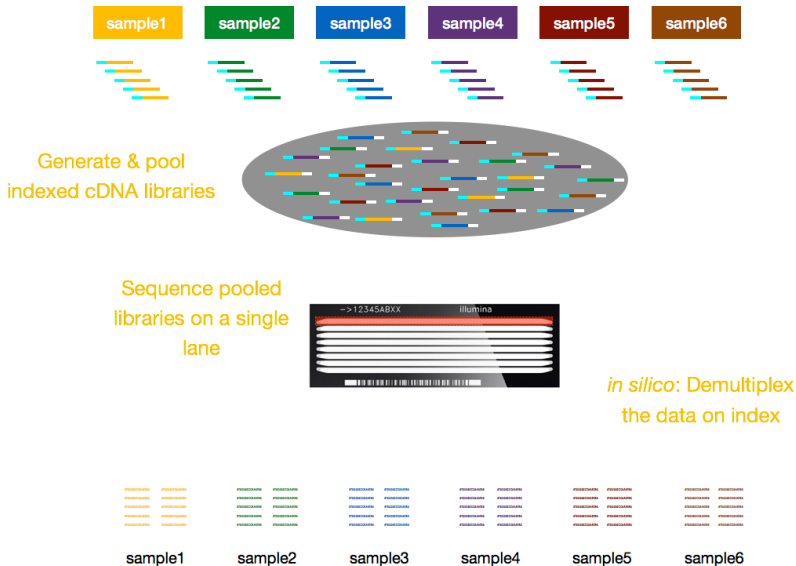 sample1 sample2 sample3 sample4 sample5 sample6
Generate & pool
indexed cDNA libraries
Sequence pooled
libraries on a single
lane
->12345ABXX illumina
in silico: Demultiplex
the data on index
sample1 sample2 sample3 sample4 sample5 sample6